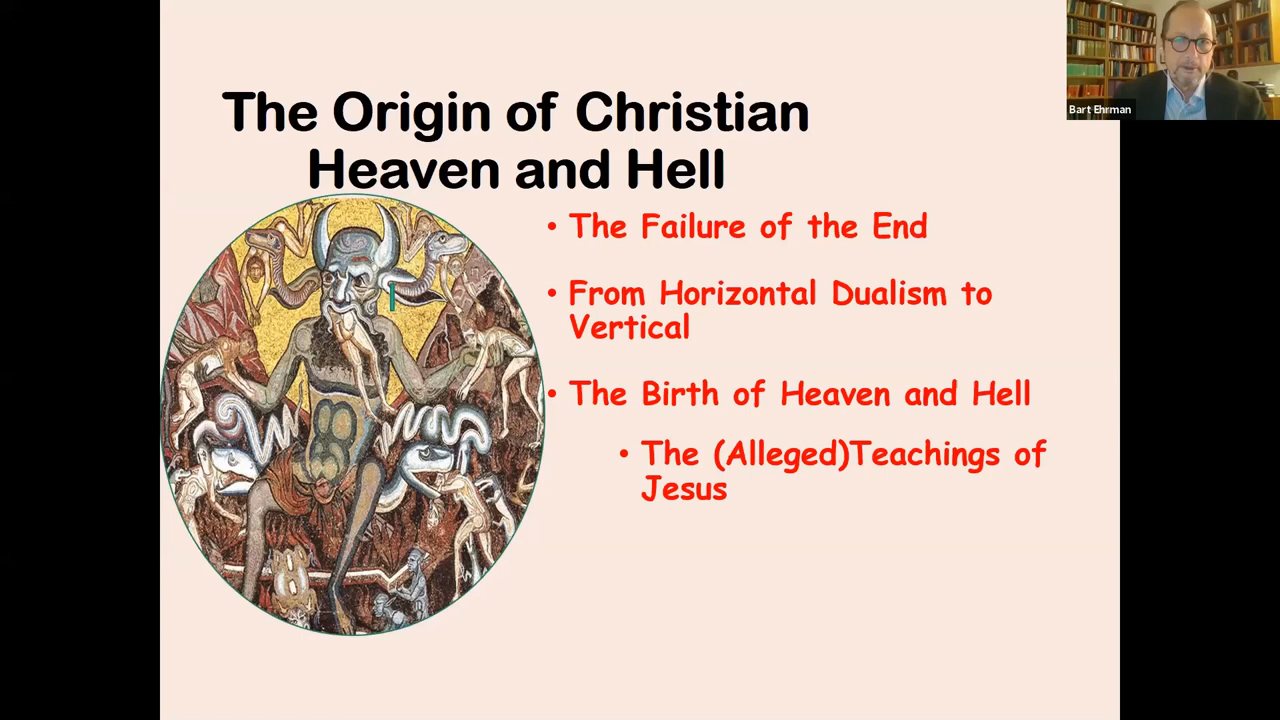 The Origin of Christian
Heaven and Hell
• The Failure of the End
• From Horizontal Dualism to
Vertical
• The Birth of Heaven and Hell
• The (Alleged)Teachings of
Jesus
Bart Ehrman